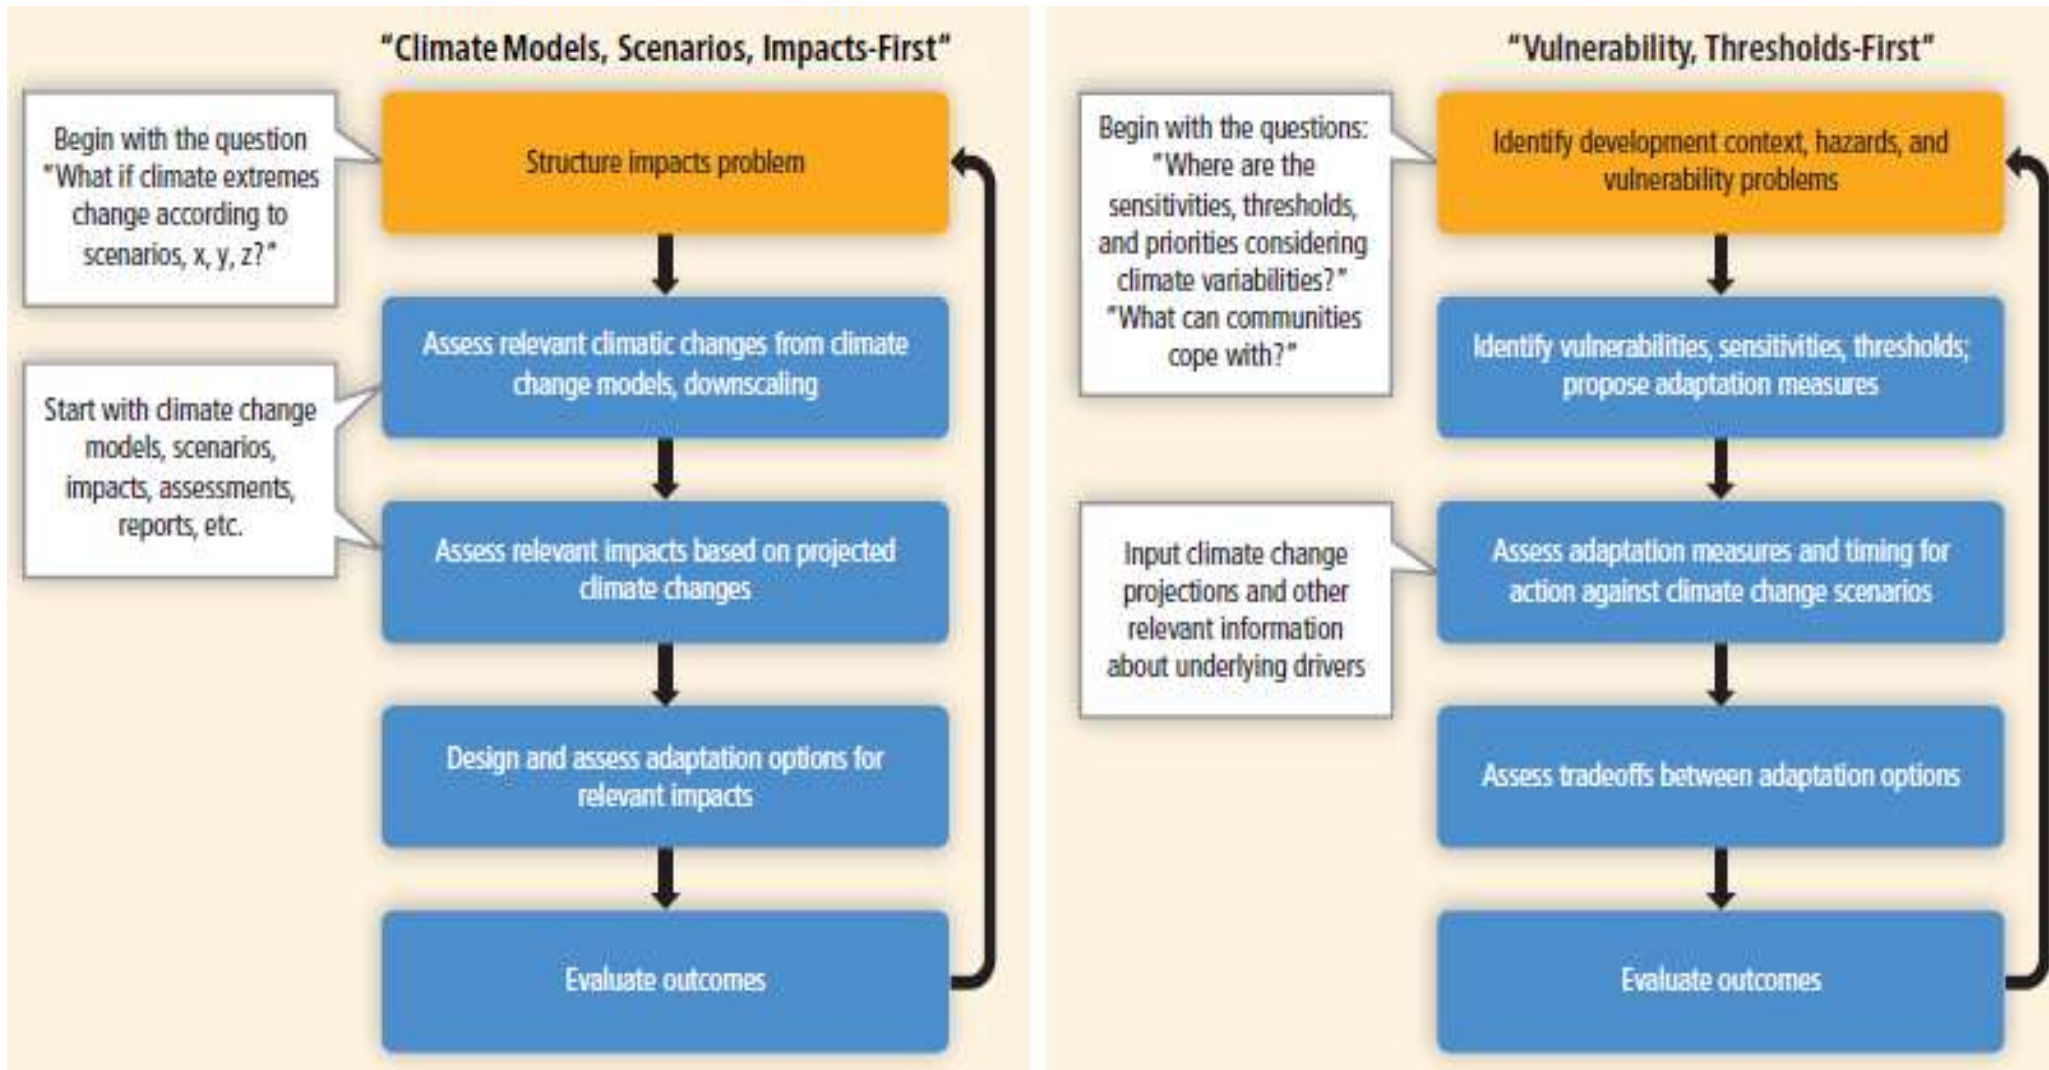 "Climate Models, Scenarios, Impacts-First"
Begin with the question
"What if climate extremes
change according to
scenarios, x, y, z?"
Structure impacts problem
Assess relevant climatic changes from climate
change models, downscaling
Start with climate change
models, scenarios,
impacts, assessments,
reports, etc.
Assess relevant impacts based on projected
climate changes
Design and assess adaptation options for
relevant impacts
Evaluate outcomes
"Vulnerability, Thresholds-First"
Begin with the questions:
"Where are the
sensitivities, thresholds,
and priorities considering
climate variabilities?"
"What can communities
cope with?"
Identify development context, hazards, and
vulnerability problems
Identify vulnerabilities, sensitivities, thresholds;
propose adaptation measures
Input climate change
projections and other
relevant information
about underlying drivers
Assess adaptation measures and timing for
action against climate change scenarios
Assess tradeoffs between adaptation options
Evaluate outcomes